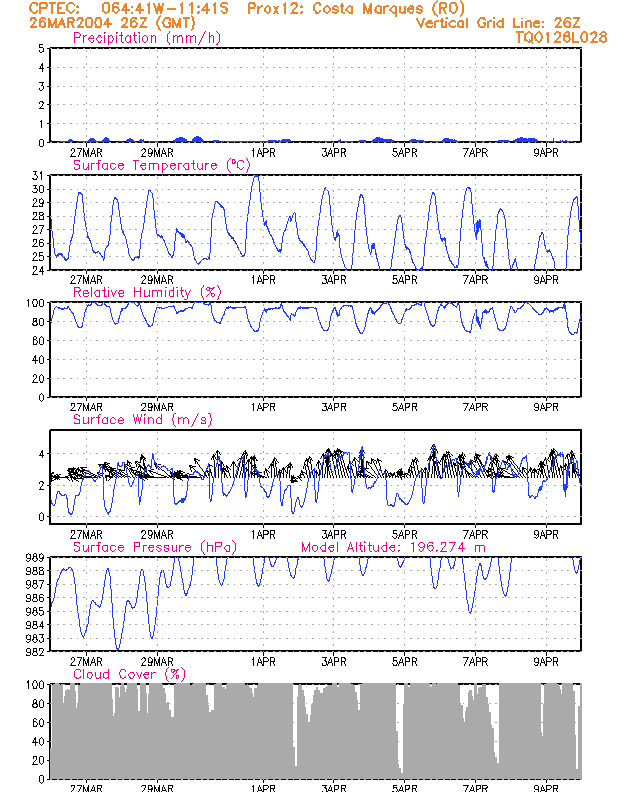 CPTEC: 064:41W-11:41S Prox12: Costa Marques (RO)
26MAR2004 26Z (GMT) Vertical Grid Line: 26Z
Precipitation (mm/h) TQ0126L028
5
4
3
2
1
0
27MAR 29MAR 1APR 3APR 5APR 7APR 9APR
Surface Temperature (ºC)
31
30
29
28
27
26
25
24
27MAR 29MAR 1APR 3APR 5APR 7APR 9APR
Relative Humidity (%)
100
80
60
40
20
0
27MAR 29MAR 1APR 3APR 5APR 7APR 9APR
Surface Wind (m/s)
4
2
0
27MAR 29MAR 1APR 3APR 5APR 7APR 9APR
Surface Pressure (hPa) Model Altitude: 196.274 m
989
988
987
986
985
984
983
982
27MAR 29MAR 1APR 3APR 5APR 7APR 9APR
Cloud Cover (%)
100
80
60
40
20
0
27MAR 29MAR 1APR 3APR 5APR 7APR 9APR